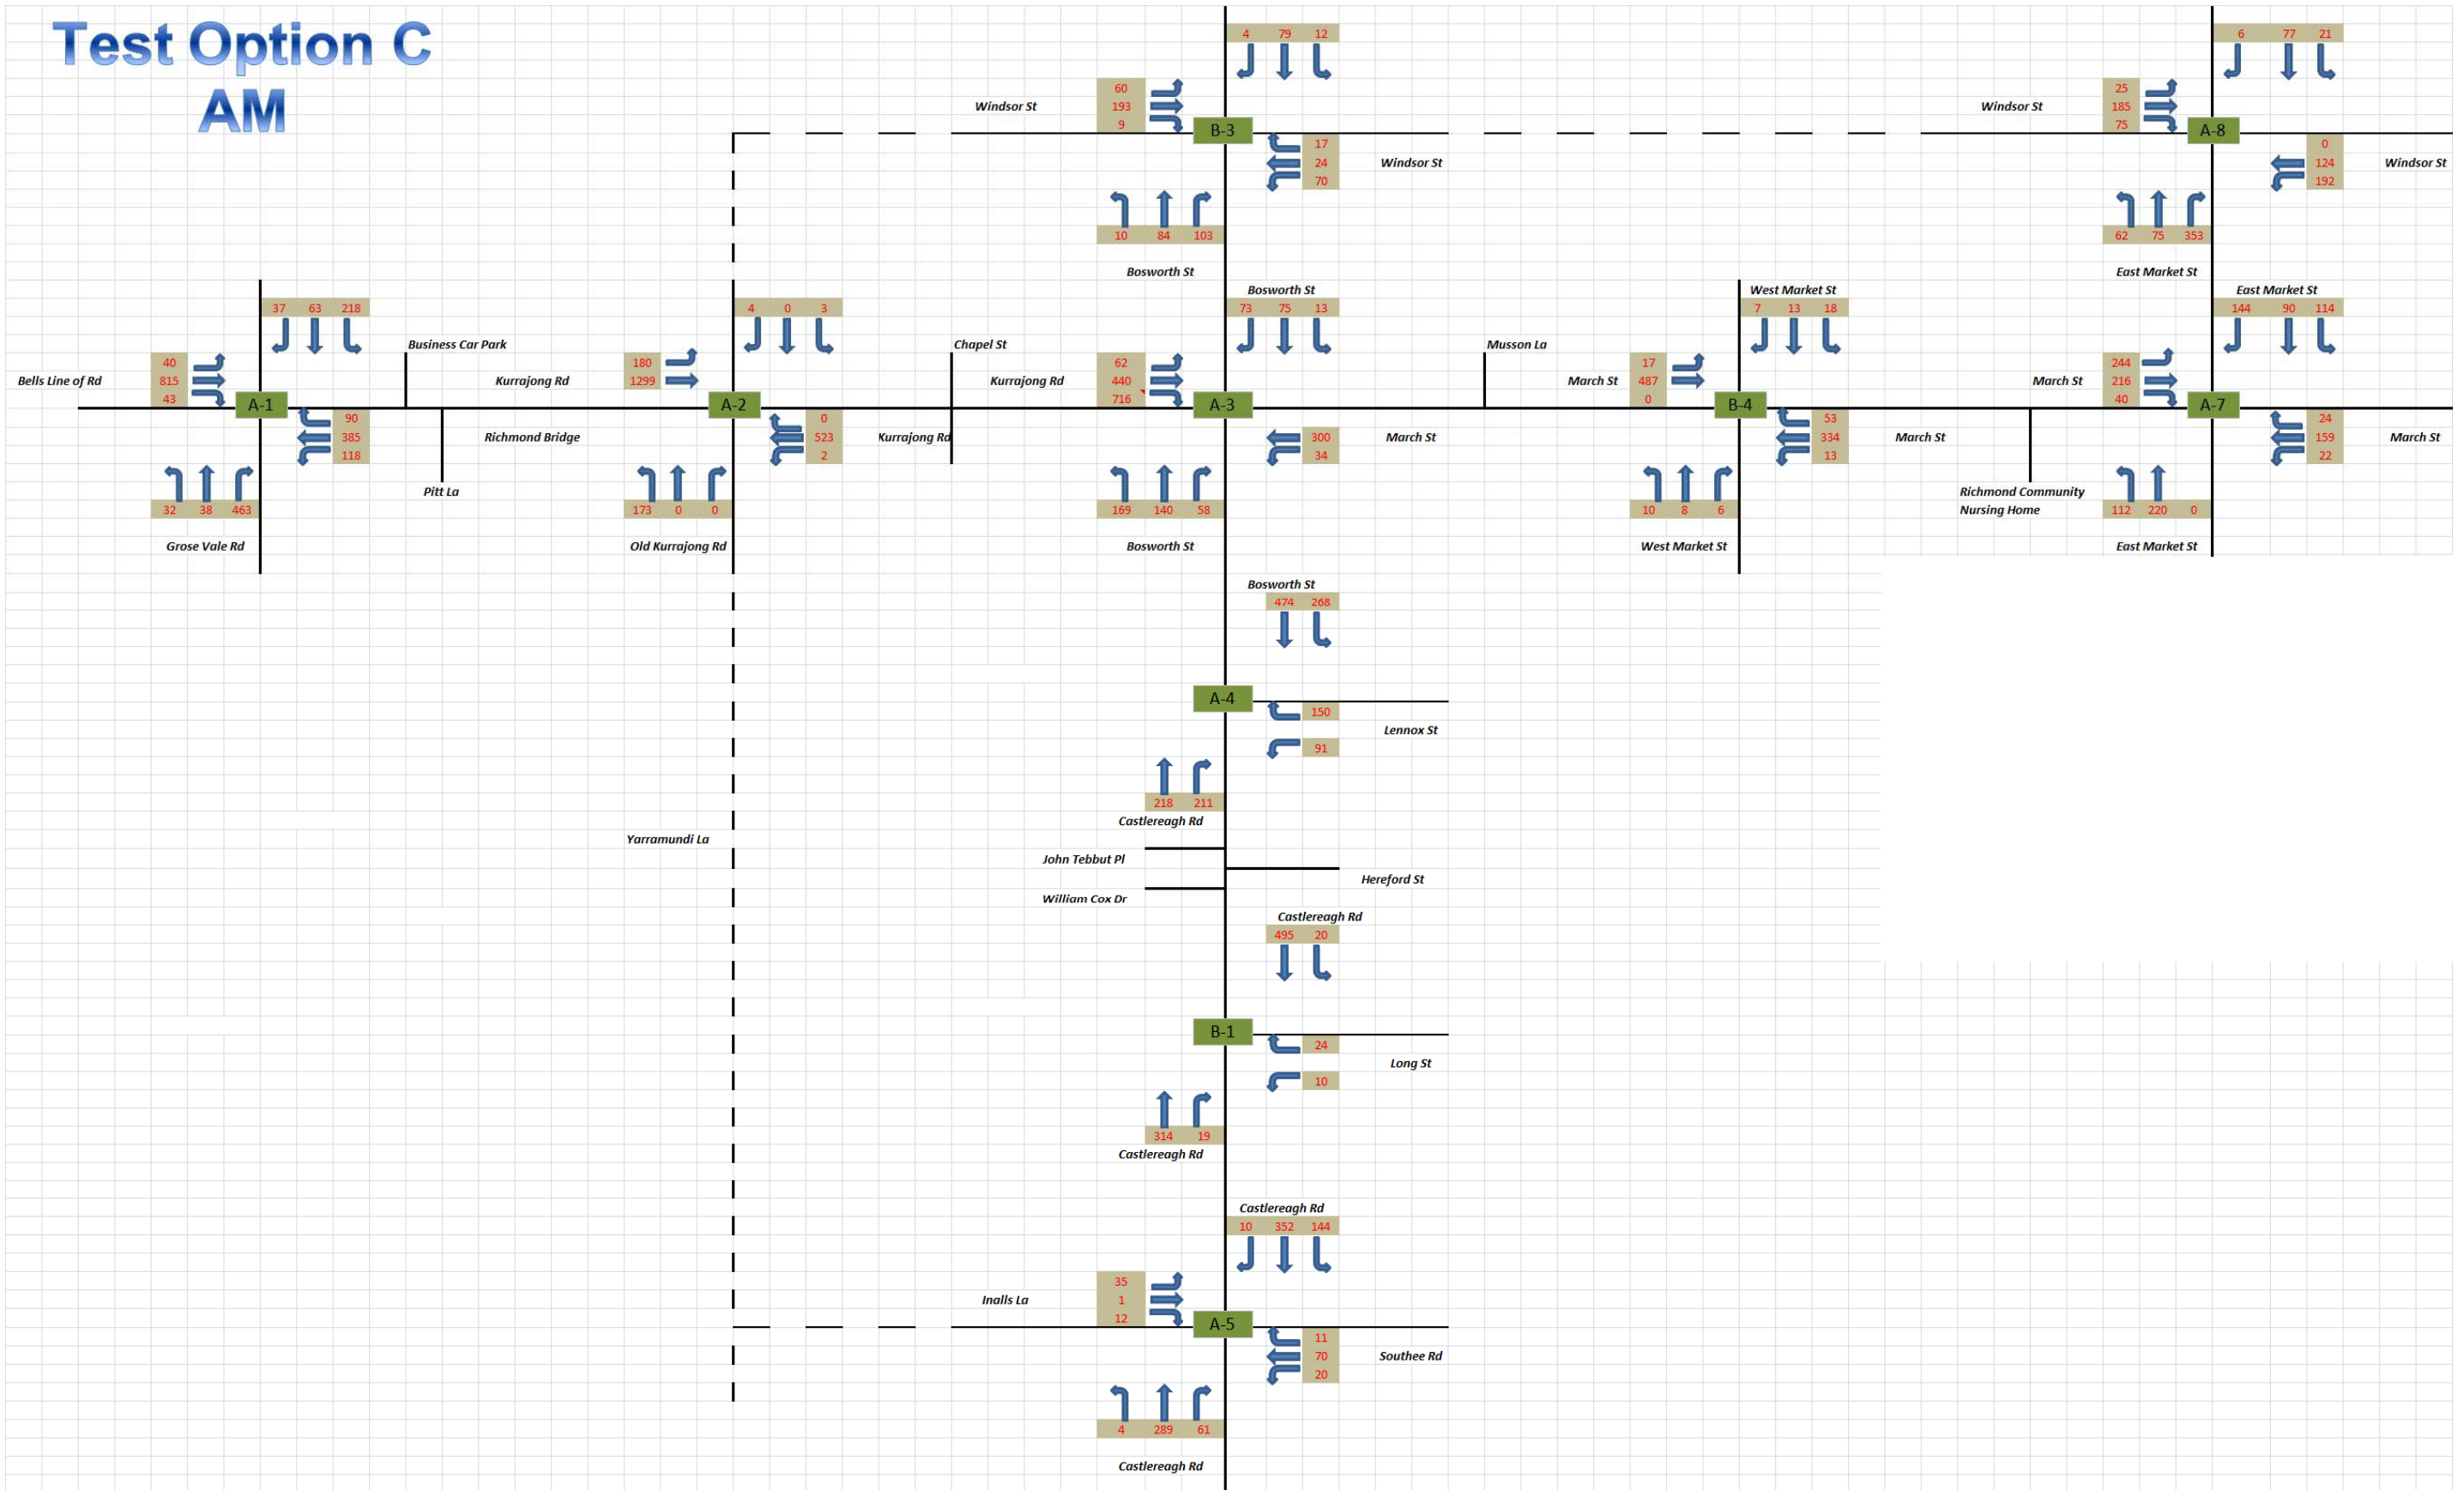 Test Option C
AM
4 79 12
6 77 21
60
193
9
Windsor St
B-3
17
24
70
Windsor St
25
185
75
Windsor St
A-8
0
124
192
Windsor St
10 84 103
Bosworth St
62 75 353
East Market St
37 63 218
Business Car Park
40
815
43
Bells Line of Rd
A-1
90
385
118
Richmond Bridge
Pitt La
32 38 463
Grose Vale Rd
4 0 3
Kurrajong Rd
180
1299
A-2
0
523
2
Kurrajong Rd
173 0 0
Old Kurrajong Rd
Chapel St
Bosworth St
73 75 13
Kurrajong Rd
62
440
716
A-3
300
34
March St
169 140 58
Bosworth St
Musson La
West Market St
7 13 18
March St
17
487
0
B-4
53
334
13
March St
10 8 6
West Market St
Richmond Community
Nursing Home
East Market St
144 90 114
March St
244
216
40
A-7
24
159
22
March St
112 220 0
East Market St
Bosworth St
474 268
A-4
150
91
Lennox St
218 211
Castlereagh Rd
Yarramundi La
John Tebbut Pl
Hereford St
William Cox Dr
Castlereagh Rd
495 20
B-1
24
10
Long St
314 19
Castlereagh Rd
Castlereagh Rd
10 352 144
Inalls La
35
1
12
A-5
11
70
20
Southee Rd
4 289 61
Castlereagh Rd